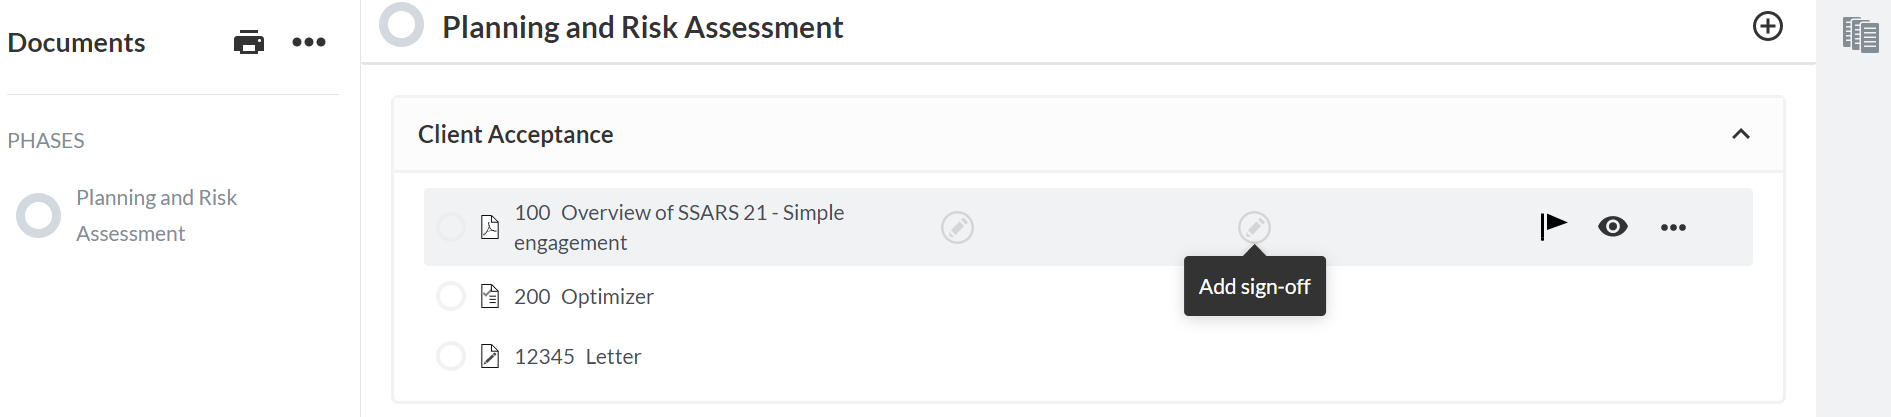 Documents
PHASES
Planning and Risk
Assessment
Planning and Risk Assessment
Client Acceptance
100 Overview of SSARS 21 - Simple
engagement
Add sign-off
200 Optimizer
12345 Letter